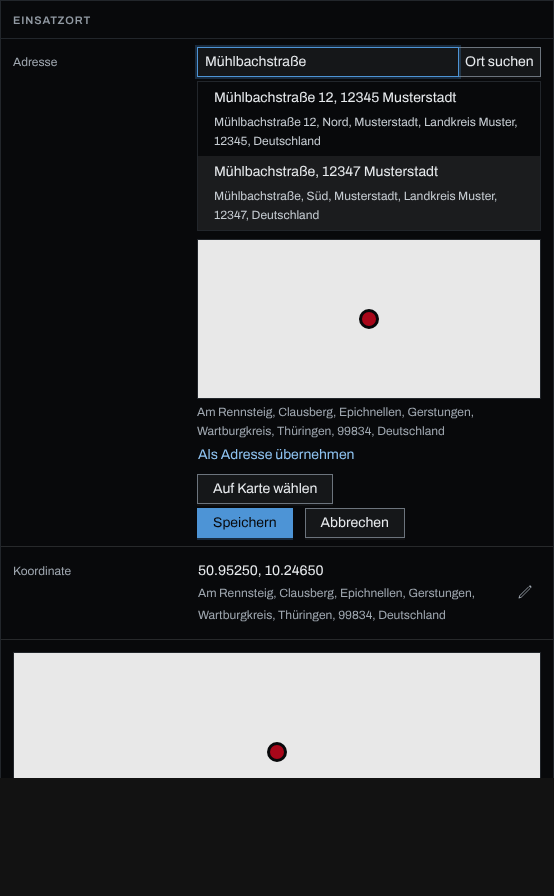 EINSATZORT
Adresse
Mühlbachstraße
Ort suchen
Mühlbachstraße 12, 12345 Musterstadt
Mühlbachstraße 12, Nord, Musterstadt, Landkreis Muster,
12345, Deutschland
Mühlbachstraße, 12347 Musterstadt
Mühlbachstraße, Süd, Musterstadt, Landkreis Muster,
12347, Deutschland
Am Rennsteig, Clausberg, Epichnellen, Gerstungen,
Wartburgkreis, Thüringen, 99834, Deutschland
Als Adresse übernehmen
Auf Karte wählen
Speichern
Abbrechen
Koordinate
50.95250, 10.24650
Am Rennsteig, Clausberg, Epichnellen, Gerstungen,
Wartburgkreis, Thüringen, 99834, Deutschland